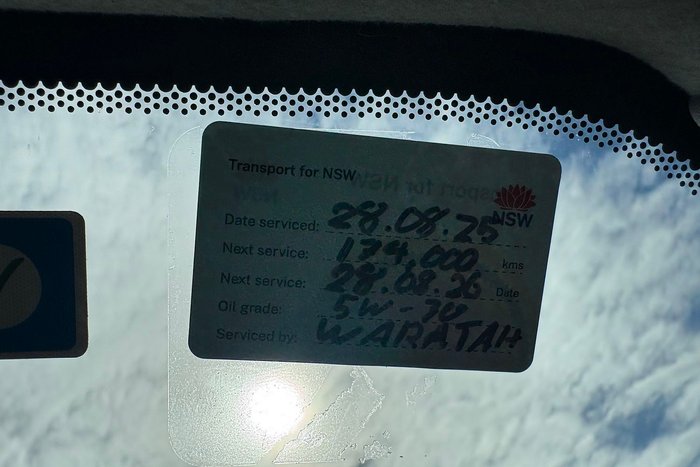 Transport for NSW
NSW
Date serviced: 28.08.25
Next service: 174,000 kms
Next service: 28.08.26 Date
Oil grade: 5W-30
Serviced by: WARATAH